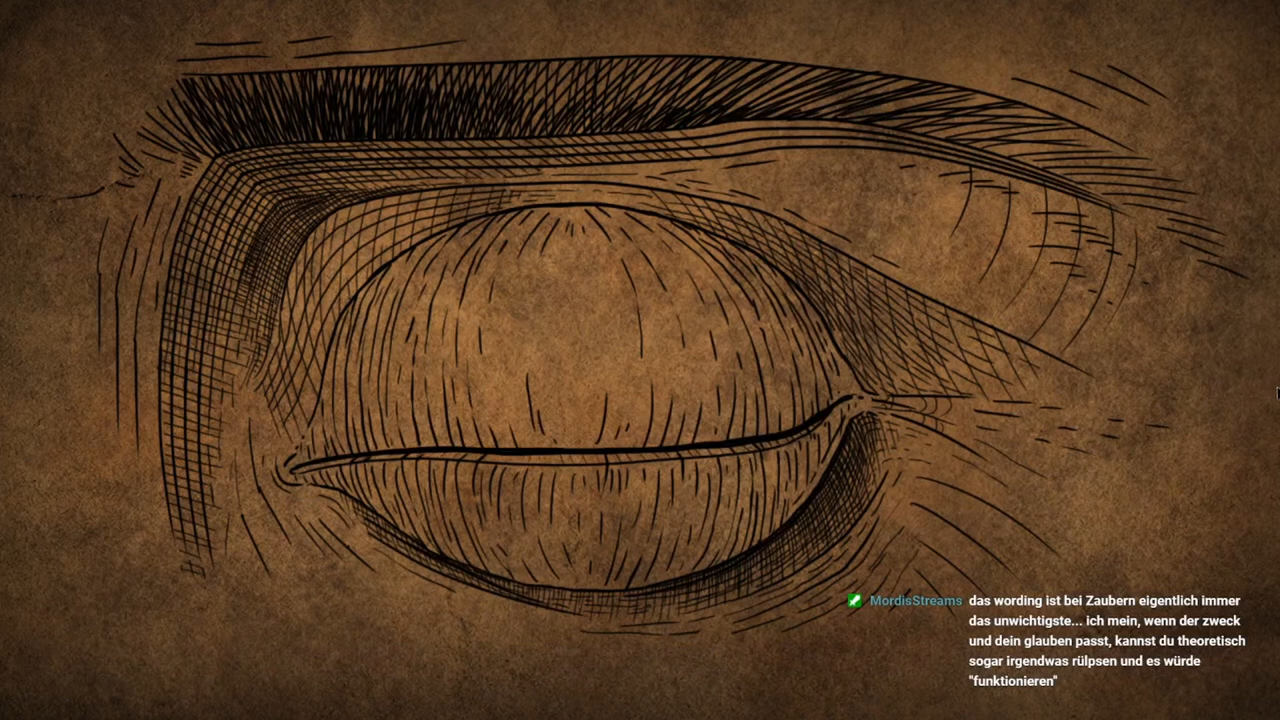 MordisStreams das wording ist bei Zaubern eigentlich immer
das unwichtigste... ich mein, wenn der zweck
und dein glauben passt, kannst du theoretisch
sogar irgendwas rülpsen und es würde
"funktionieren"